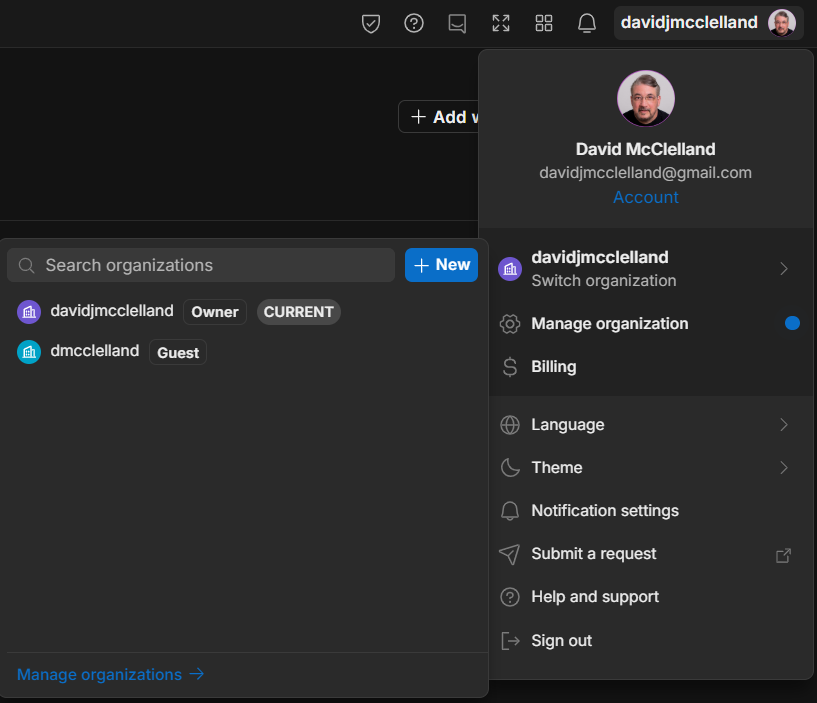 davidjmcclelland
+ Add
David McClelland
davidjmcclelland@gmail.com
Account
davidjmcclelland
Switch organization
Manage organization
Billing
Language
Theme
Notification settings
Submit a request
Help and support
Sign out
Search organizations
+ New
davidjmcclelland Owner CURRENT
dmcclelland Guest
Manage organizations →